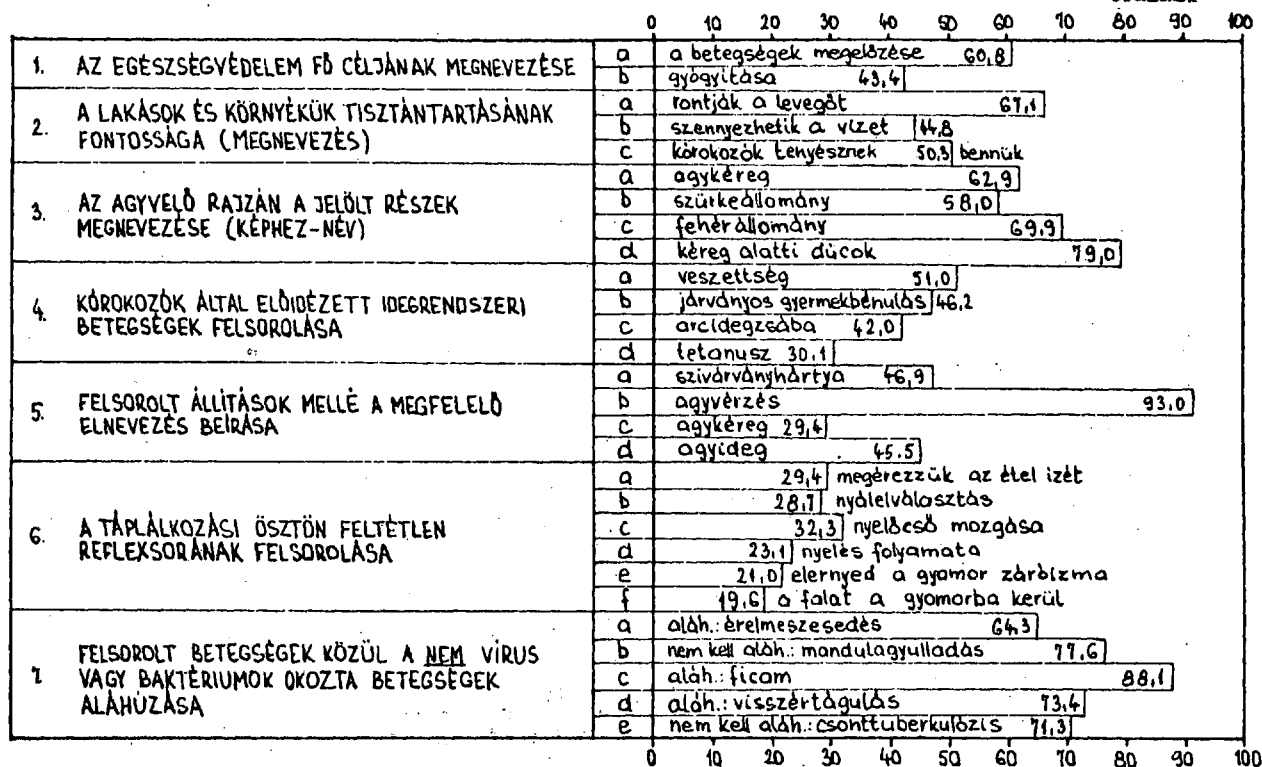 0 10 20 30 40 50 60 70 80 90 100
1. AZ EGÉSZSÉGVÉDELEM FŐ CÉLJÁNAK MEGNEVEZÉSE
a a betegségek megelőzése 60,8
b gyógyítása 43,4
2. A LAKÁSOK ÉS KÖRNYÉKÜK TISZTÁNTARTÁSÁNAK
FONTOSSÁGA (MEGNEVEZÉS)
a rontják a levegőt 67,1
b szennyezhetik a vizet 44,8
c kórokozók tenyésznek 50,3 bennük
3. AZ AGYVELŐ RAJZÁN A JELÖLT RÉSZEK
MEGNEVEZÉSE (KÉPHEZ-NÉV)
a agykéreg 62,9
b szürkeállomány 58,0
c fehérállomány 69,9
d kéreg alatti dúcok 79,0
4. KÓROKOZÓK ÁLTAL ELŐIDÉZETT IDEGRENDSZERI
BETEGSÉGEK FELSOROLÁSA
a veszettség 51,0
b járványos gyermekbénulás 46,2
c arcidegzsába 42,0
d tetanusz 30,1
5. FELSOROLT ÁLLÍTÁSOK MELLÉ A MEGFELELŐ
ELNEVEZÉS BEÍRÁSA
a szivárványhártya 46,9
b agyvérzés 93,0
c agykéreg 29,4
d agyideg 45.5
6. A TÁPLÁLKOZÁSI ÖSZTÖN FELTÉTLEN
REFLEXSORÁNAK FELSOROLÁSA
a 29,4 megérezzük az étel izét
b 28,7 nyálelválasztás
c 32,3 nyelőcső mozgása
d 23,1 nyelés folyamata
e 21,0 elernyed a gyomor záróizma
f 19,6 a falat a gyomorba kerül
7. FELSOROLT BETEGSÉGEK KÖZÜL A NEM VÍRUS
VAGY BAKTÉRIUMOK OKOZTA BETEGSÉGEK
ALÁHÚZÁSA
a aláh.: érelmeszesedés 64,3
b nem kell aláh.: mandulagyulladás 77,6
c aláh.: ficam 88,1
d aláh.: visszértágulás 73,4
e nem kell aláh.: csonttuberkulózis 71,3
0 10 20 30 40 50 60 70 80 90 100